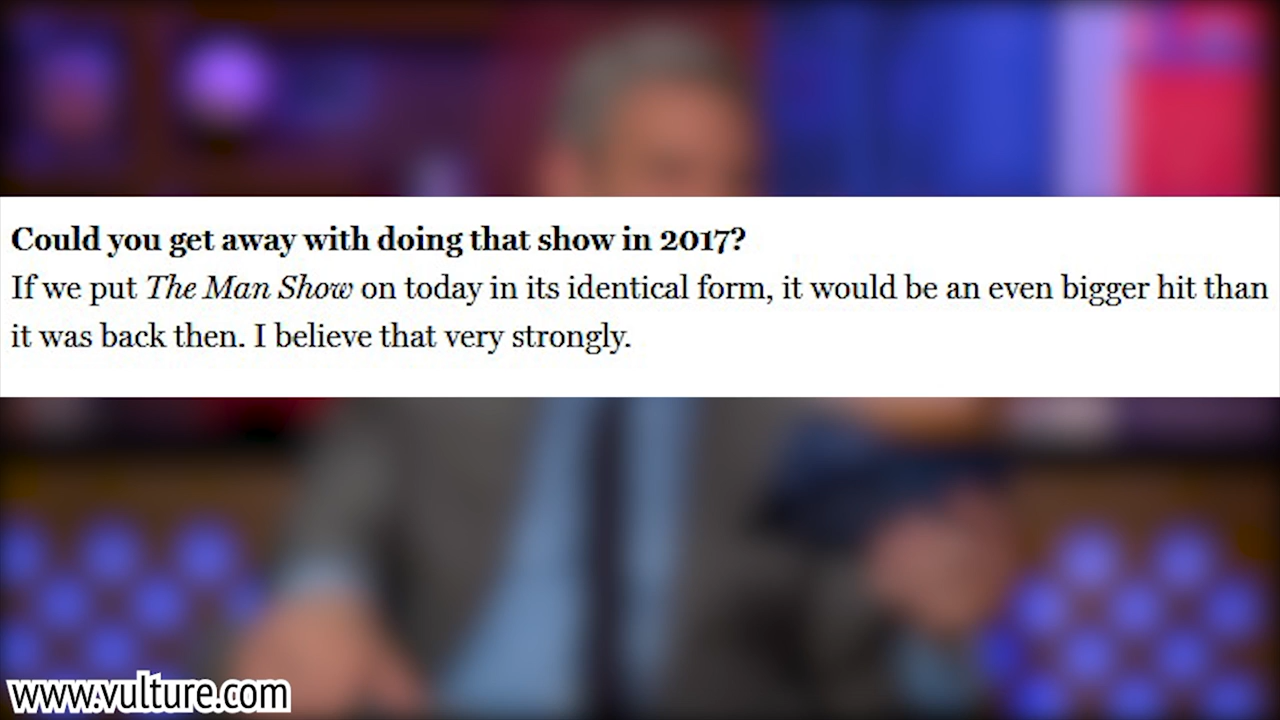 Could you get away with doing that show in 2017?
If we put The Man Show on today in its identical form, it would be an even bigger hit than
it was back then. I believe that very strongly.
www.vulture.com